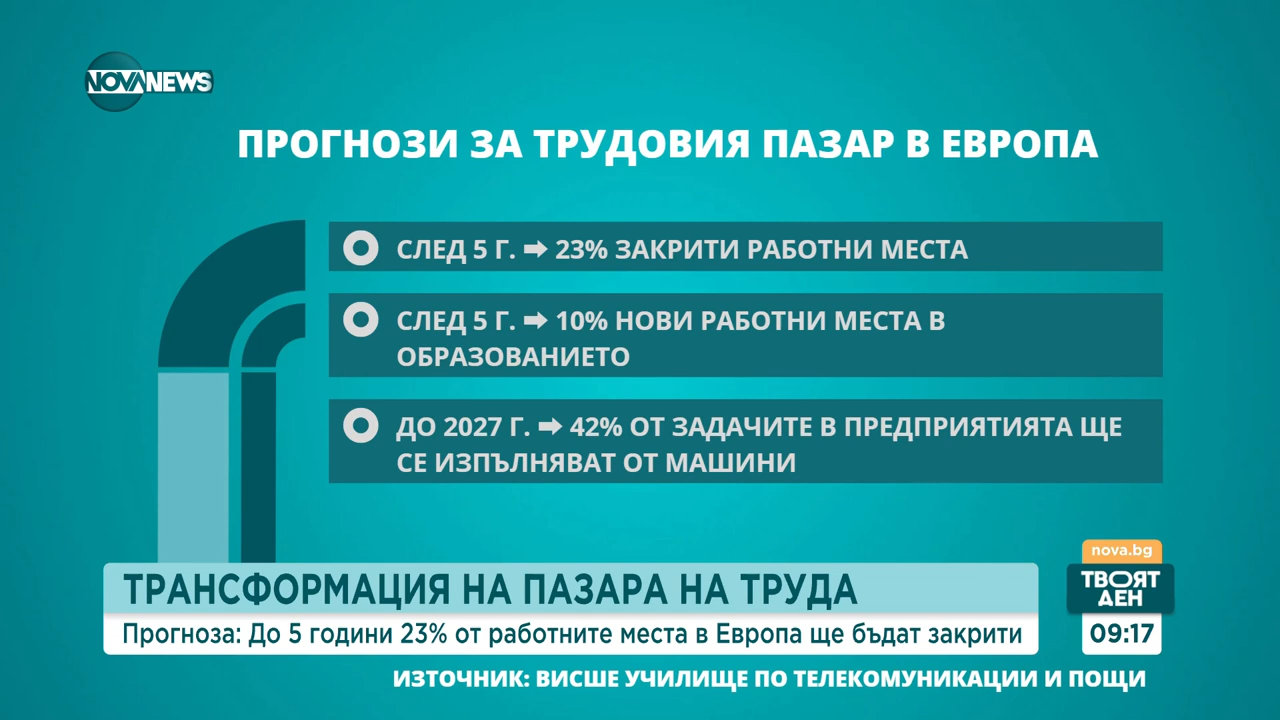 NOVANEWS
ПРОГНОЗИ ЗА ТРУДОВИЯ ПАЗАР В ЕВРОПА
СЛЕД 5 Г. ➡ 23% ЗАКРИТИ РАБОТНИ МЕСТА
СЛЕД 5 Г. ➡ 10% НОВИ РАБОТНИ МЕСТА В
ОБРАЗОВАНИЕТО
ДО 2027 Г. ➡ 42% ОТ ЗАДАЧИТЕ В ПРЕДПРИЯТИЯТА ЩЕ
СЕ ИЗПЪЛНЯВАТ ОТ МАШИНИ
nova.bg
ТВОЯТ
ДЕН
09:17
ТРАНСФОРМАЦИЯ НА ПАЗАРА НА ТРУДА
Прогноза: До 5 години 23% от работните места в Европа ще бъдат закрити
ИЗТОЧНИК: ВИСШЕ УЧИЛИЩЕ ПО ТЕЛЕКОМУНИКАЦИИ И ПОЩИ